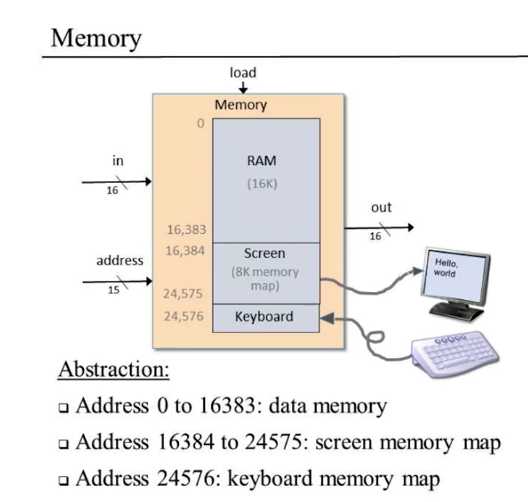 Memory
load
Memory
0
in
RAM
16
(16K)
out
16,383
16
16,384
address
Screen
(8K memory
map)
Hello,
world
15
24,575
24,576
Keyboard
Abstraction:
❑ Address 0 to 16383: data memory
❑ Address 16384 to 24575: screen memory map
❑ Address 24576: keyboard memory map